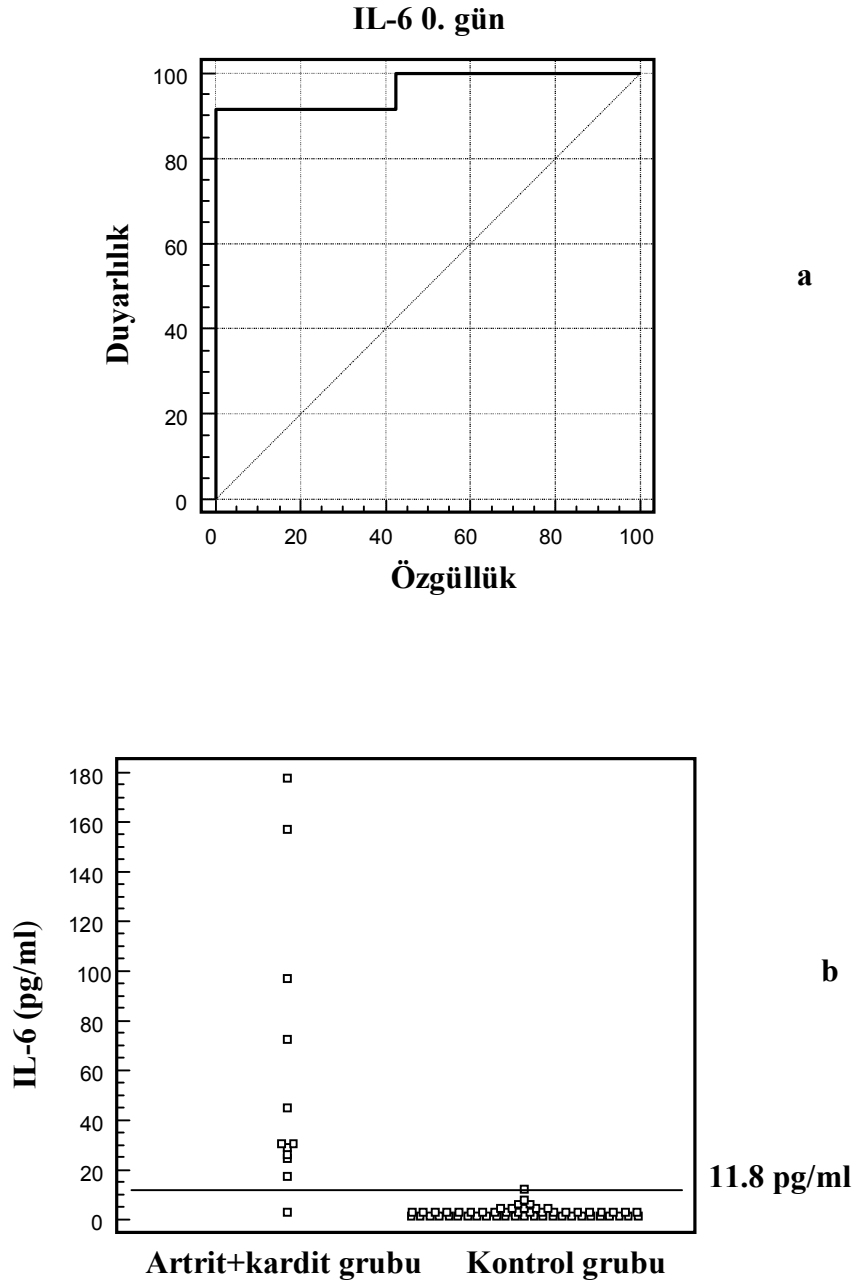 IL-6 0. gün
100
80
60
40
20
0
Duyarlılık
0 20 40 60 80 100
Özgüllük
a
180
160
140
120
100
80
60
40
20
0
IL-6 (pg/ml)
11.8 pg/ml
b
Artrit+kardit grubu Kontrol grubu